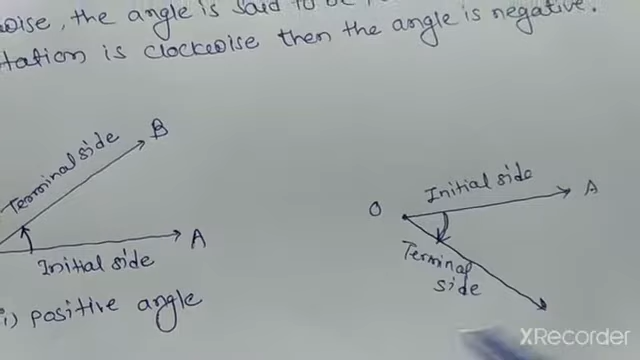 the angle is said to be
tation is clockwise then the angle is negative.
Terminal side
B
A
Initial side
i) positive angle
O
Initial side
A
Terminal
side
XRecorder